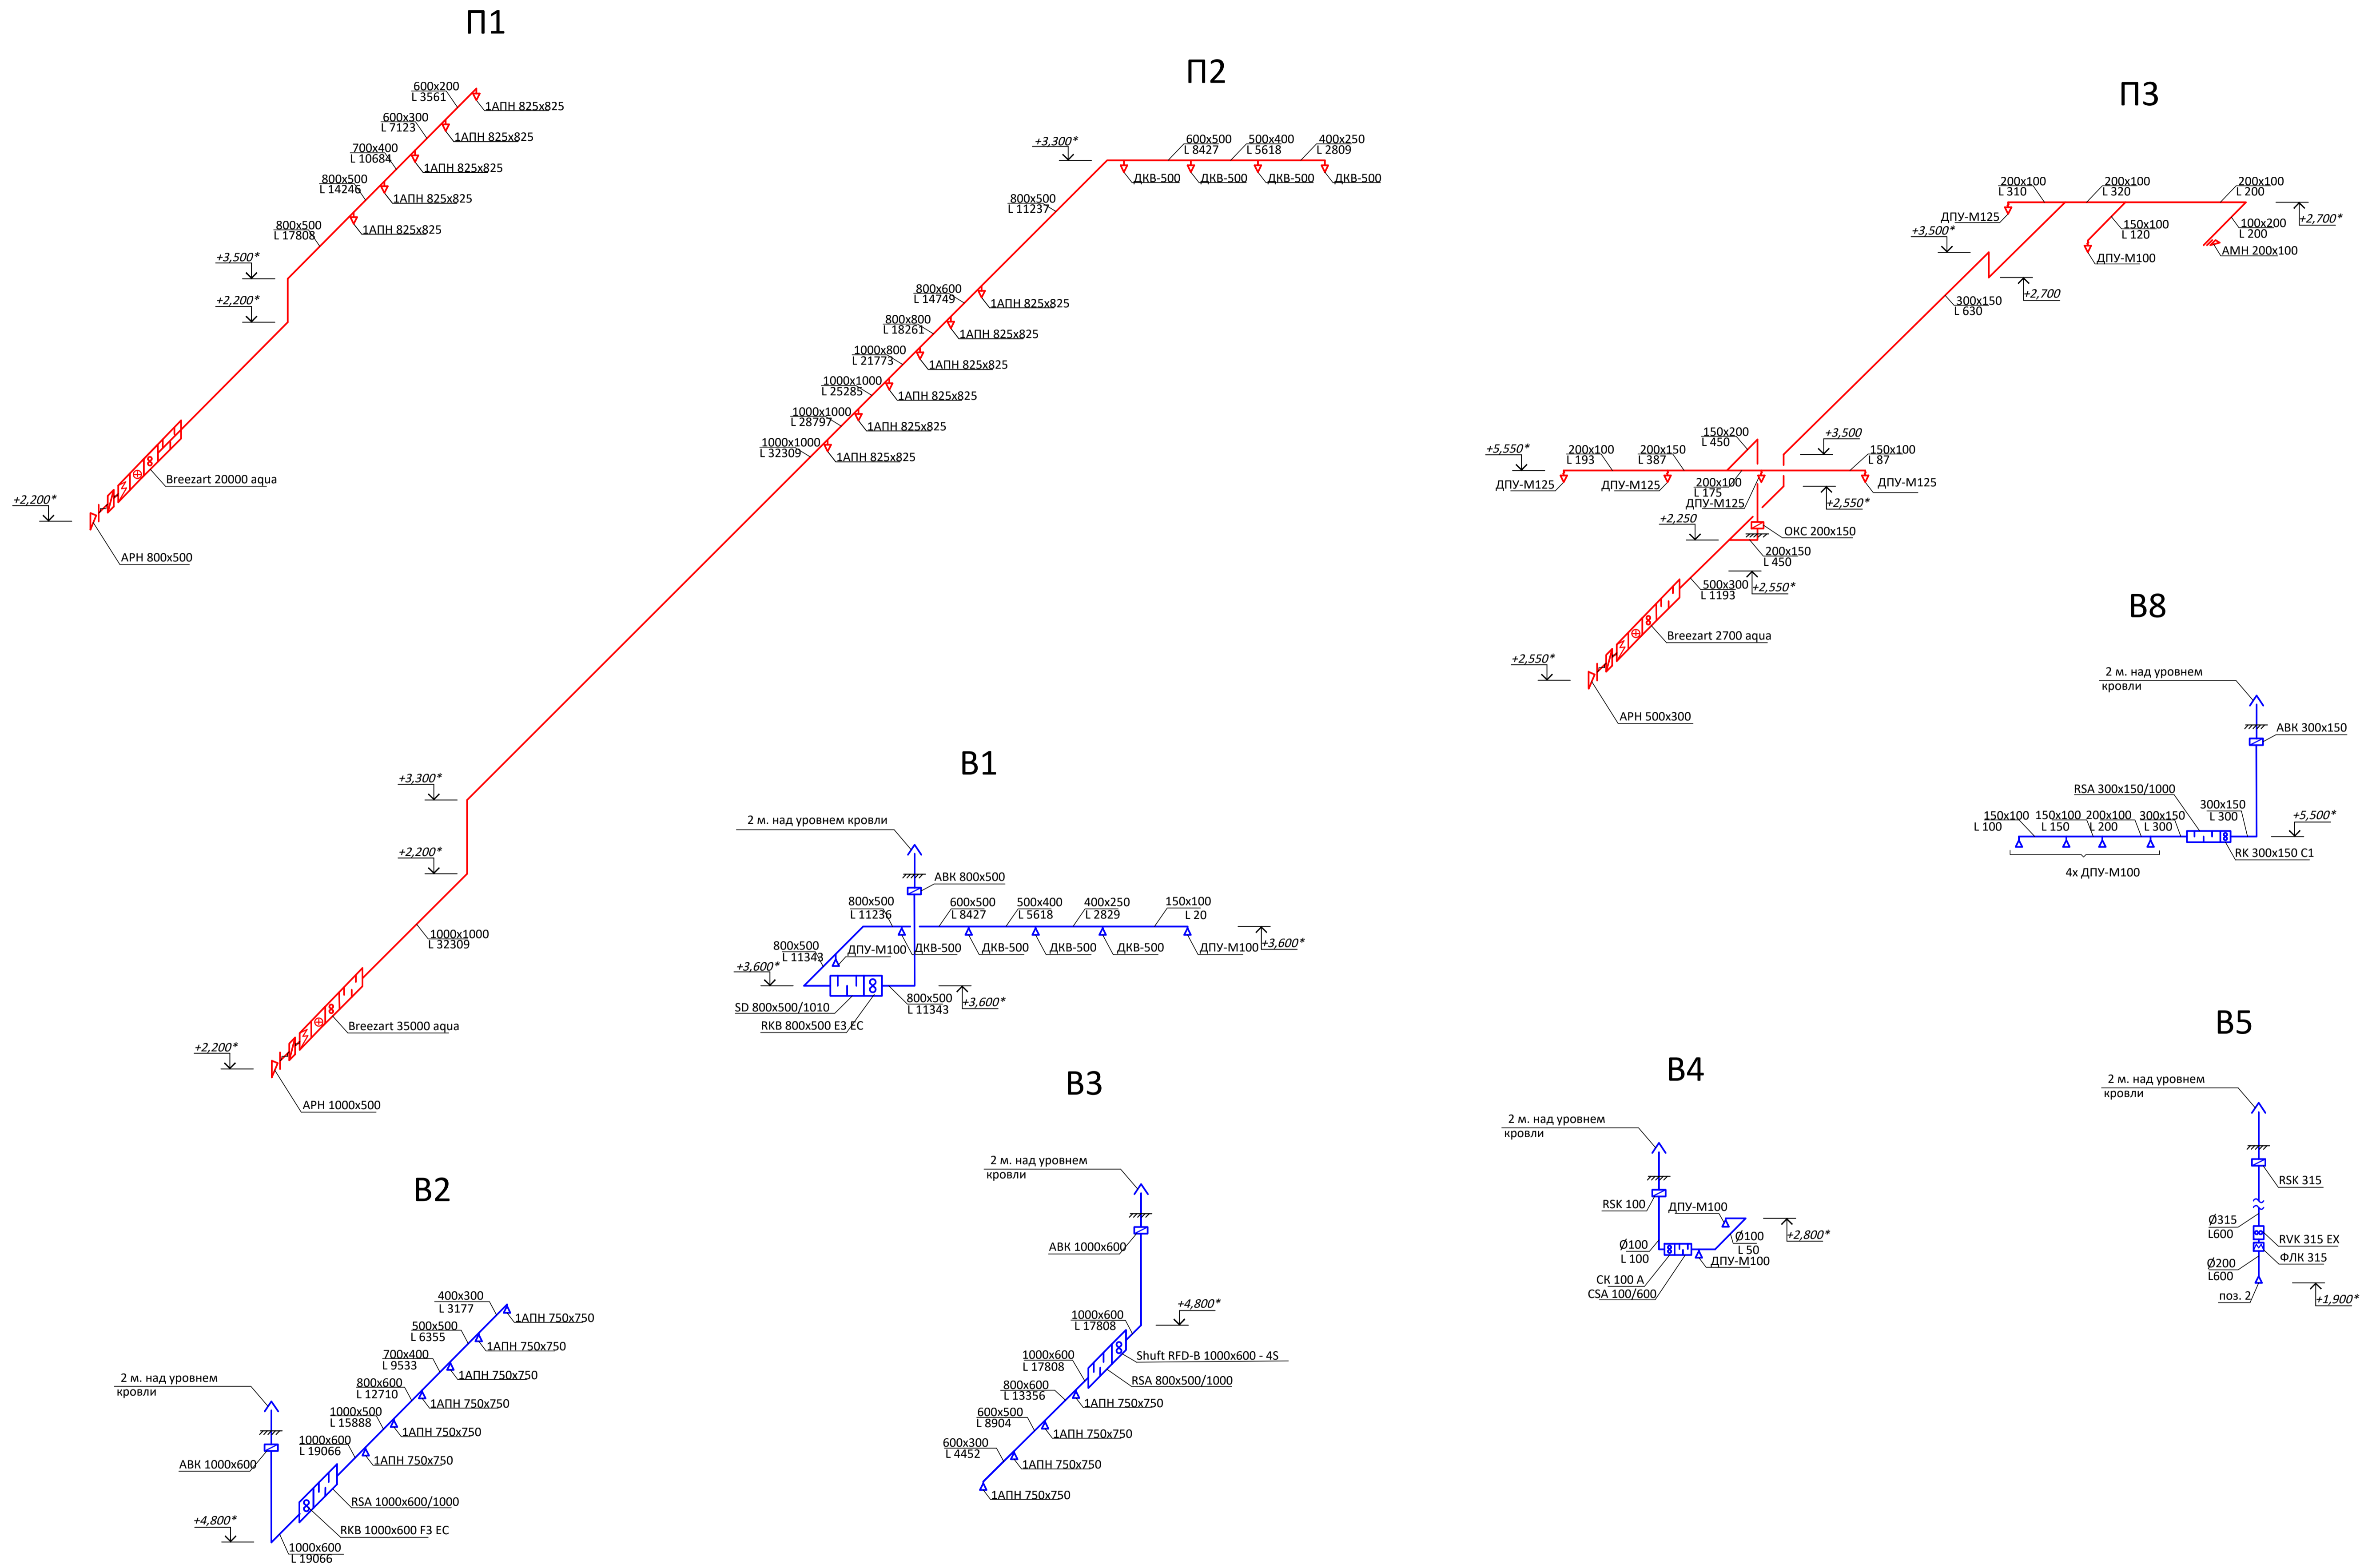 П1
600x200
L 3561
1АПН 825x825
600x300
L 7123
1АПН 825x825
700x400
L 10684
1АПН 825x825
800x500
L 14246
1АПН 825x825
800x500
L 17808
1АПН 825x825
+3,500*
+2,200*
Breezart 20000 aqua
+2,200*
АРН 800x500
П2
+3,300*
600x500
L 8427
500x400
L 5618
400x250
L 2809
ДКВ-500
ДКВ-500
ДКВ-500
ДКВ-500
800x500
L 11237
800x600
L 14749
1АПН 825x825
800x800
L 18261
1АПН 825x825
1000x800
L 21773
1АПН 825x825
1000x1000
L 25285
1АПН 825x825
1000x1000
L 28797
1АПН 825x825
1000x1000
L 32309
1АПН 825x825
+3,300*
+2,200*
1000x1000
L 32309
Breezart 35000 aqua
+2,200*
АРН 1000x500
П3
200x100
L 310
200x100
L 320
200x100
L 200
ДПУ-М125
+2,700*
150x100
L 120
100x200
L 200
+3,500*
ДПУ-М100
АМН 200x100
+2,700
300x150
L 630
150x200
L 450
+3,500
+5,550*
200x100
L 193
200x150
L 387
150x100
L 87
ДПУ-М125
ДПУ-М125
200x100
L 175
ДПУ-М125
ДПУ-М125
+2,550*
+2,250
ОКС 200x150
200x150
L 450
500x300
L 1193
+2,550*
Breezart 2700 aqua
+2,550*
АРН 500x300
В8
2 м. над уровнем
кровли
АВК 300x150
RSA 300x150/1000
150x100
L 100
150x100
L 150
200x100
L 200
300x150
L 300
300x150
L 300
+5,500*
RK 300x150 C1
4x ДПУ-М100
В1
2 м. над уровнем кровли
АВК 800x500
800x500
L 11236
600x500
L 8427
500x400
L 5618
400x250
L 2829
150x100
L 20
800x500
L 11343
ДПУ-М100
ДКВ-500
ДКВ-500
ДКВ-500
ДКВ-500
ДПУ-М100
+3,600*
+3,600*
SD 800x500/1010
RKB 800x500 E3 EC
800x500
L 11343
+3,600*
В2
400x300
L 3177
1АПН 750x750
500x500
L 6355
1АПН 750x750
700x400
L 9533
1АПН 750x750
800x600
L 12710
1АПН 750x750
1000x500
L 15888
1АПН 750x750
1000x600
L 19066
1АПН 750x750
2 м. над уровнем
кровли
АВК 1000x600
RSA 1000x600/1000
RKB 1000x600 F3 EC
+4,800*
1000x600
L 19066
В3
2 м. над уровнем
кровли
АВК 1000x600
+4,800*
1000x600
L 17808
Shuft RFD-B 1000x600 - 4S
1000x600
L 17808
RSA 800x500/1000
800x600
L 13356
1АПН 750x750
600x500
L 8904
1АПН 750x750
600x300
L 4452
1АПН 750x750
1АПН 750x750
В4
2 м. над уровнем
кровли
RSK 100
ДПУ-М100
+2,800*
Ø100
L 100
Ø100
L 50
ДПУ-М100
СК 100 А
CSA 100/600
В5
2 м. над уровнем
кровли
RSK 315
Ø315
L600
RVK 315 EX
ФЛК 315
Ø200
L600
поз. 2
+1,900*